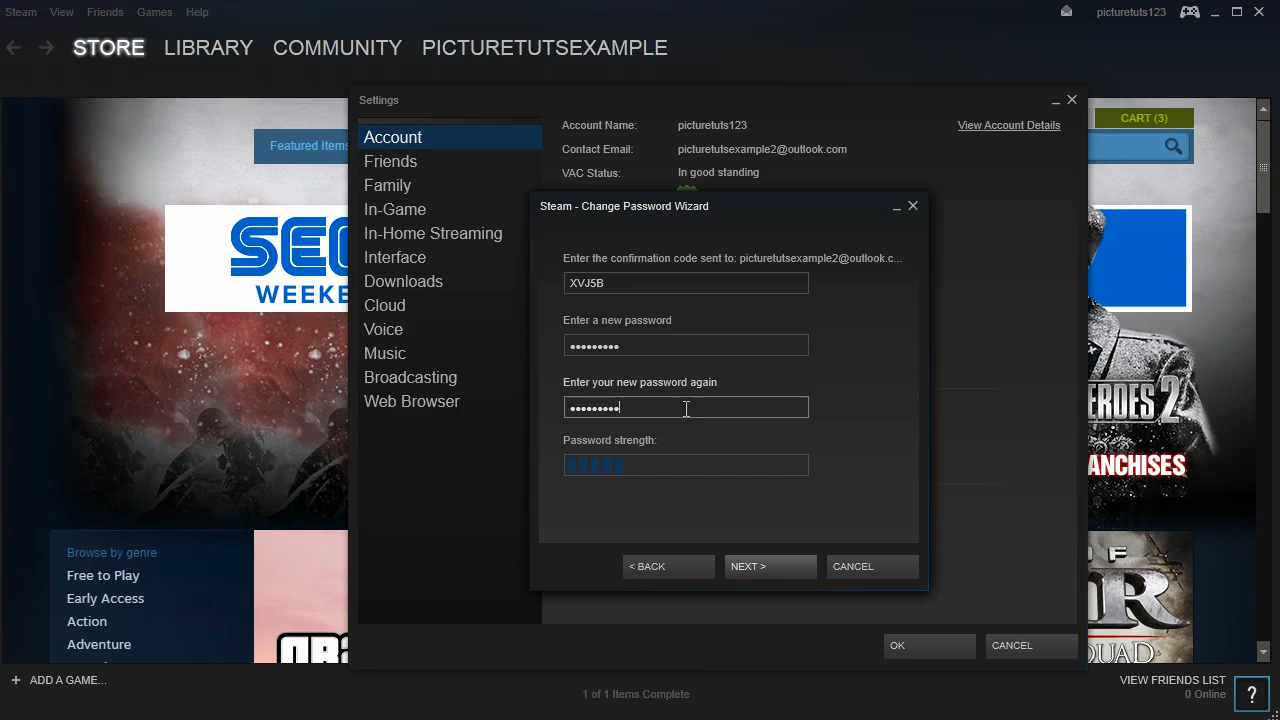 Steam View Friends Games Help
picturetuts123
STORE LIBRARY COMMUNITY PICTURETUTSEXAMPLE
Settings
Account
Friends
Family
In-Game
In-Home Streaming
Interface
Downloads
Cloud
Voice
Music
Broadcasting
Web Browser
Account Name: picturetuts123 View Account Details
Contact Email: picturetutsexample2@outlook.com
VAC Status: In good standing
Steam - Change Password Wizard
Enter the confirmation code sent to: picturetutsexample2@outlook.c...
XVJ5B
Enter a new password
•••••••••
Enter your new password again
•••••••••
Password strength:
< BACK NEXT > CANCEL
OK CANCEL
CART (3)
Featured Items
WEEKE
Browse by genre
Free to Play
Early Access
Action
Adventure
+ ADD A GAME...
1 of 1 Items Complete
VIEW FRIENDS LIST
0 Online
?